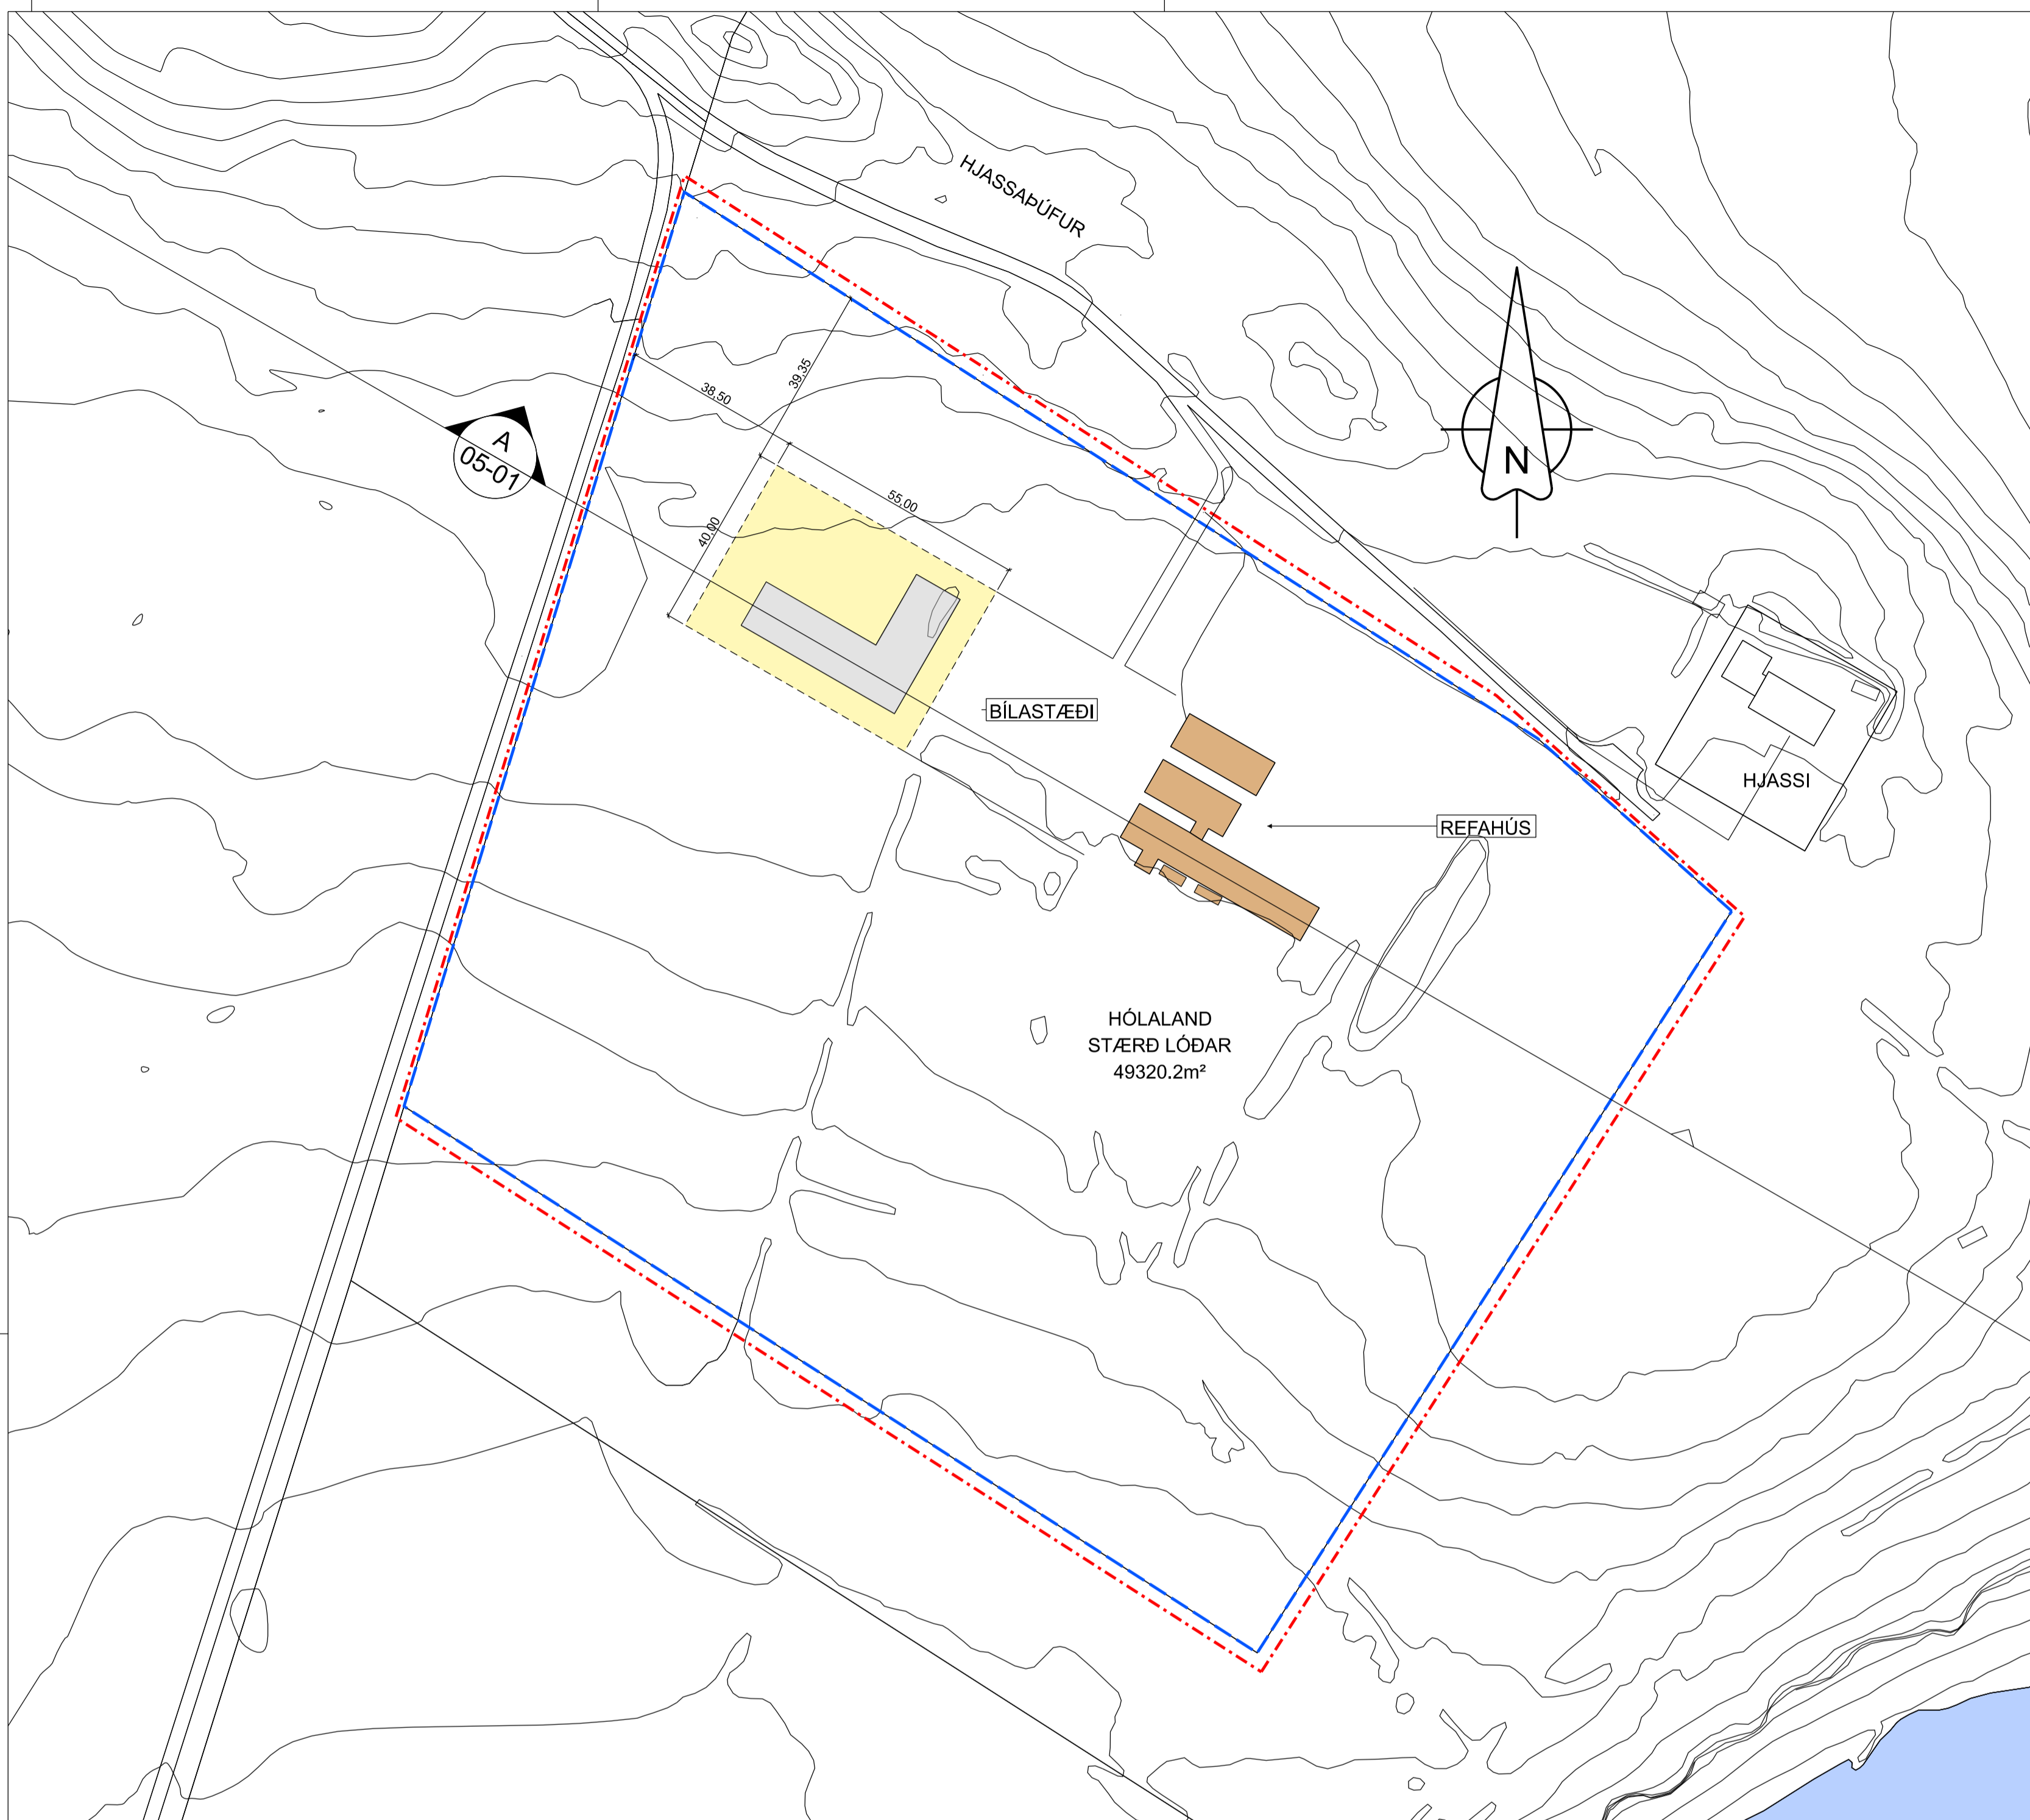 HJASSAÞÚFUR
39,35
38,50
A
05-01
N
55,00
40,00
BÍLASTÆÐI
HJASSI
REFAHÚS
HÓLALAND
STÆRÐ LÓÐAR
49320.2m²